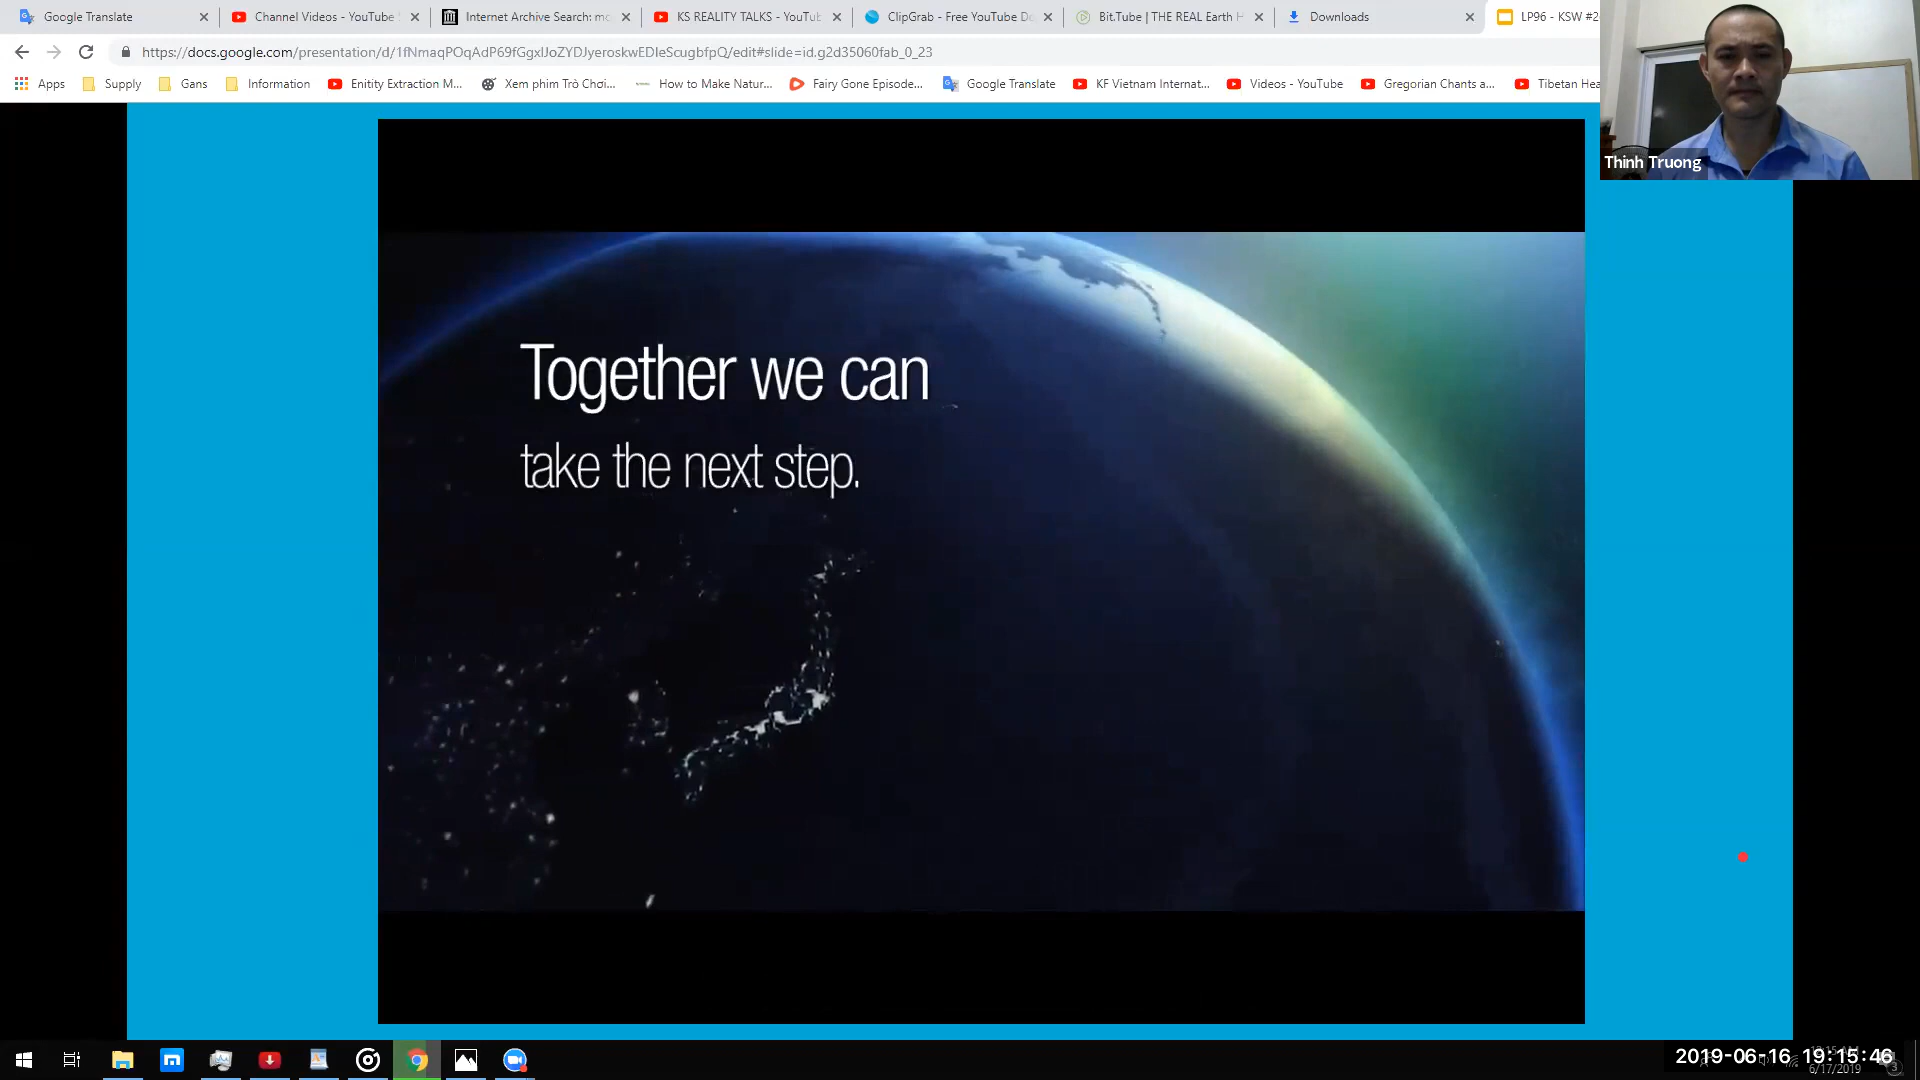 Google Translate
Channel Videos - YouTube
Internet Archive Search: mo
KS REALITY TALKS - YouTub
ClipGrab - Free YouTube Do
Bit.Tube | THE REAL Earth H
Downloads
LP96 - KSW #2
https://docs.google.com/presentation/d/1fNmaqPOqAdP69fGgxlJoZYDJyeroskwEDIeScugbfpQ/edit#slide=id.g2d35060fab_0_23
Apps
Supply
Gans
Information
Enitity Extraction M...
Xem phim Trò Chơi...
How to Make Natur...
Fairy Gone Episode...
Google Translate
KF Vietnam Internat...
Videos - YouTube
Gregorian Chants a...
Tibetan Hea
Thinh Truong
Together we can
take the next step.
2019-06-16 19:15:46
6/17/2019